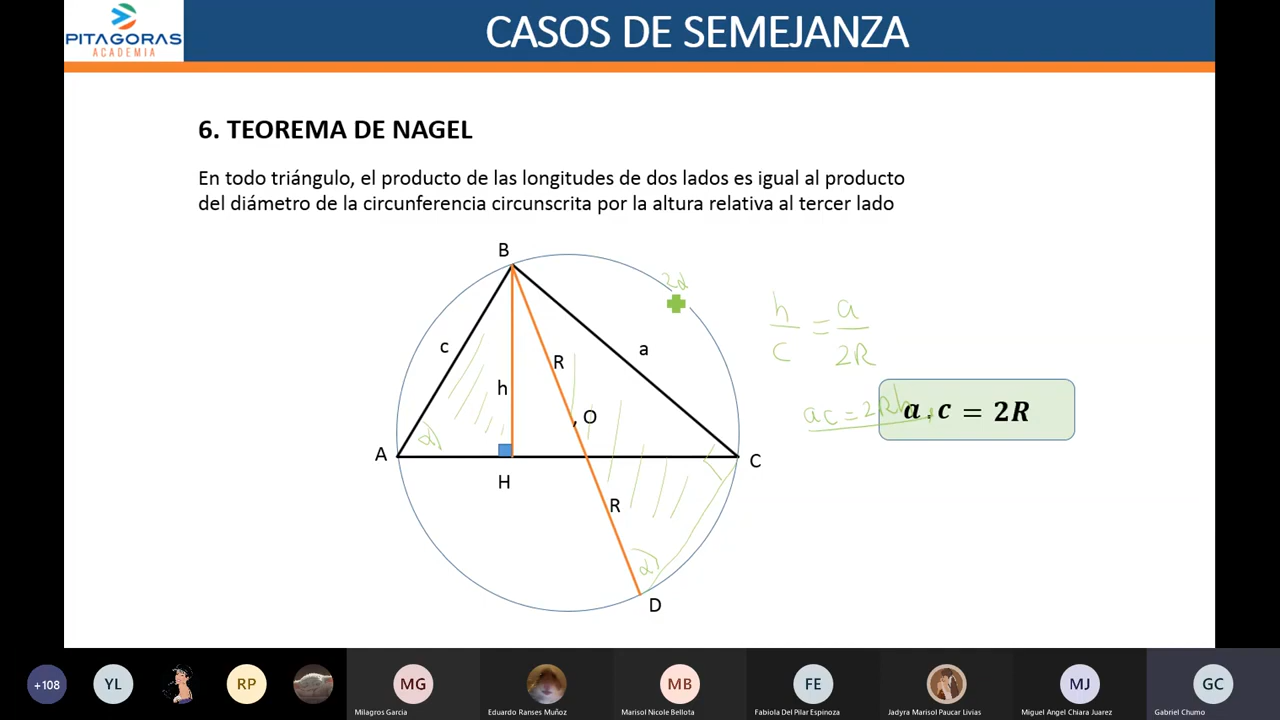 PITAGORAS
ACADEMIA
CASOS DE SEMEJANZA
6. TEOREMA DE NAGEL
En todo triángulo, el producto de las longitudes de dos lados es igual al producto
del diámetro de la circunferencia circunscrita por la altura relativa al tercer lado
B
2α
h/c = a/2R
c
a
R
h
O
a . c = 2R
ac = 2Rh
α
A
C
H
R
α
D
+108
YL
RP
MG
MB
FE
MJ
GC
Milagros Garcia
Eduardo Ranses Muñoz
Marisol Nicole Bellota
Fabiola Del Pilar Espinoza
Jadyra Marisol Paucar Livias
Miguel Angel Chiara Juarez
Gabriel Chumo